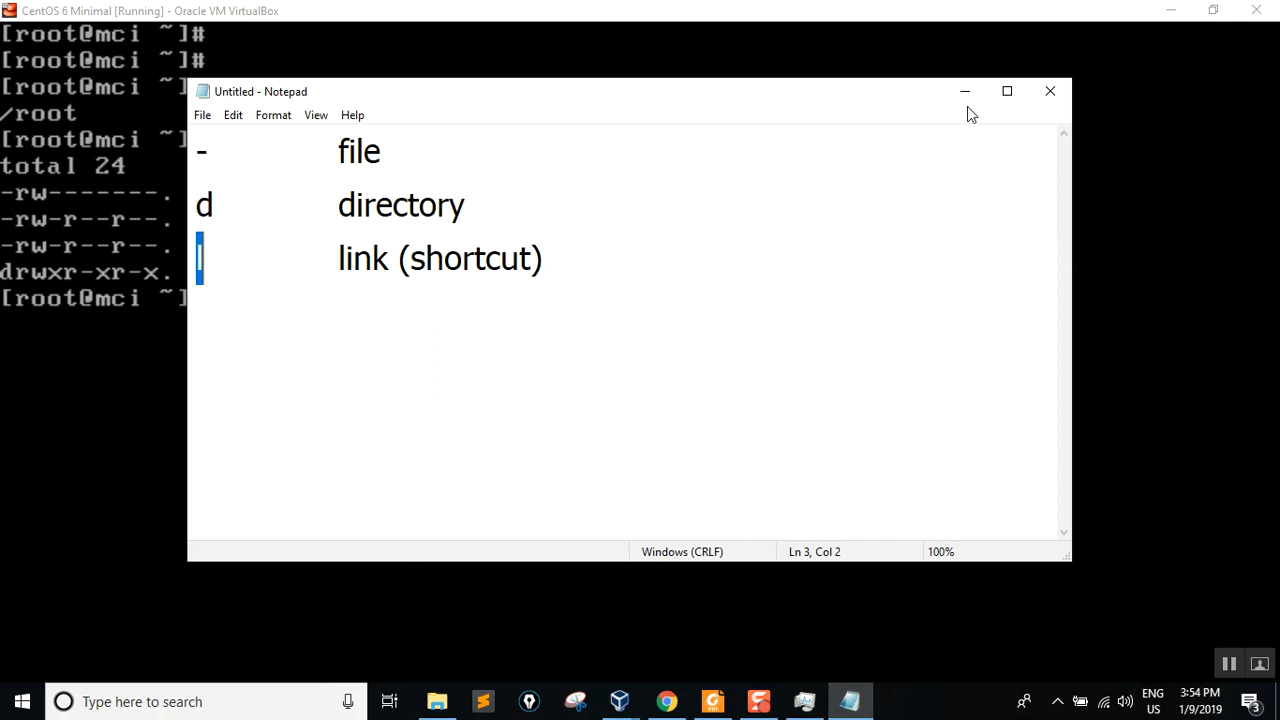 CentOS 6 Minimal [Running] - Oracle VM VirtualBox
[root@mci ~]#
[root@mci ~]#
[root@mci ~]
/root
[root@mci ~]
total 24
-rw-------.
-rw-r--r--.
-rw-r--r--.
drwxr-xr-x.
[root@mci ~]
Untitled - Notepad
File Edit Format View Help
- file
d directory
l link (shortcut)
Windows (CRLF) Ln 3, Col 2 100%
Type here to search
ENG
US
3:54 PM
1/9/2019
3